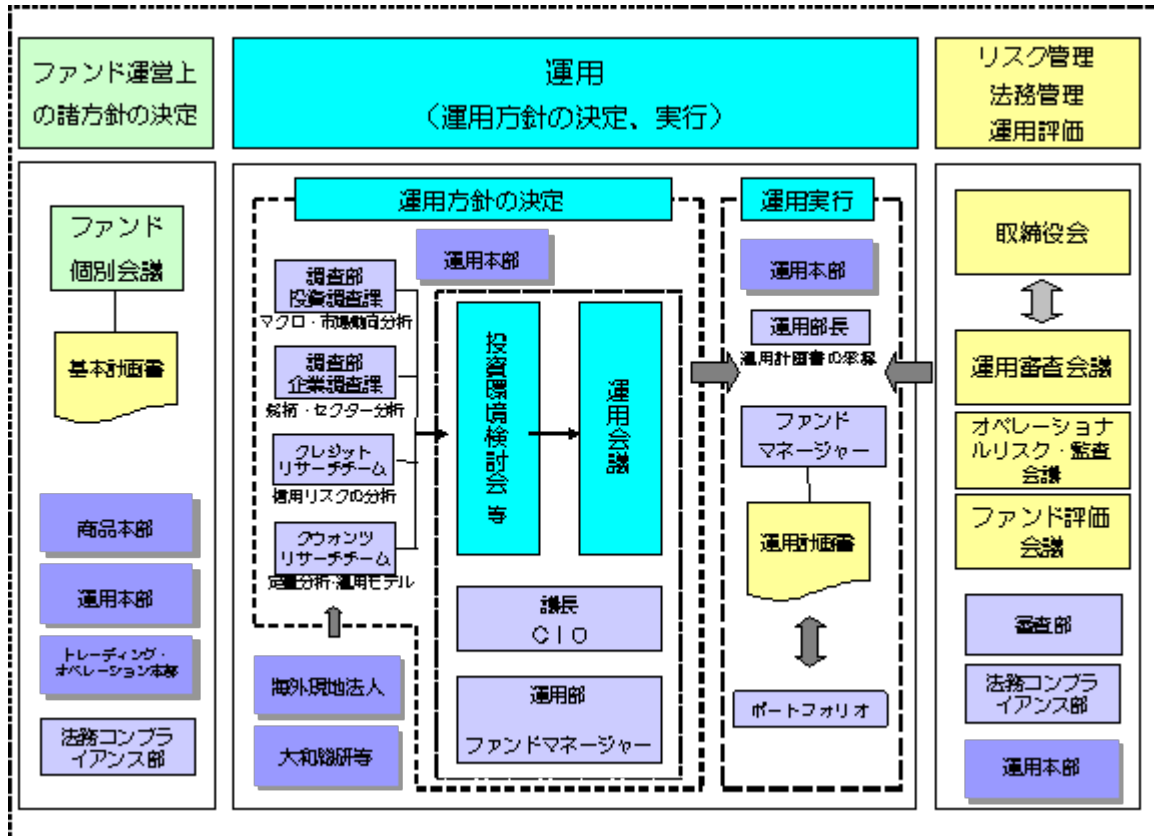 ファンド運営上
の諸方針の決定
運用
（運用方針の決定、実行）
リスク管理
法務管理
運用評価
ファンド
個別会議
基本計画書
商品本部
運用本部
トレーディング・
オペレーション本部
法務コンプラ
イアンス部
運用方針の決定
運用本部
調査部
投資調査課
マクロ・市場動向分析
調査部
企業調査課
銘柄・セクター分析
クレジット
リサーチチーム
信用リスクの分析
クウォンツ
リサーチチーム
定量分析・運用モデル
海外現地法人
大和総研等
投資環境検討会 等
運用会議
議長
ＣＩＯ
運用部
ファンドマネージャー
運用実行
運用本部
運用部長
運用計画書の承認
ファンド
マネージャー
運用計画書
ポートフォリオ
取締役会
運用審査会議
オペレーショナ
ルリスク・監査
会議
ファンド評価
会議
審査部
法務コンプラ
イアンス部
運用本部